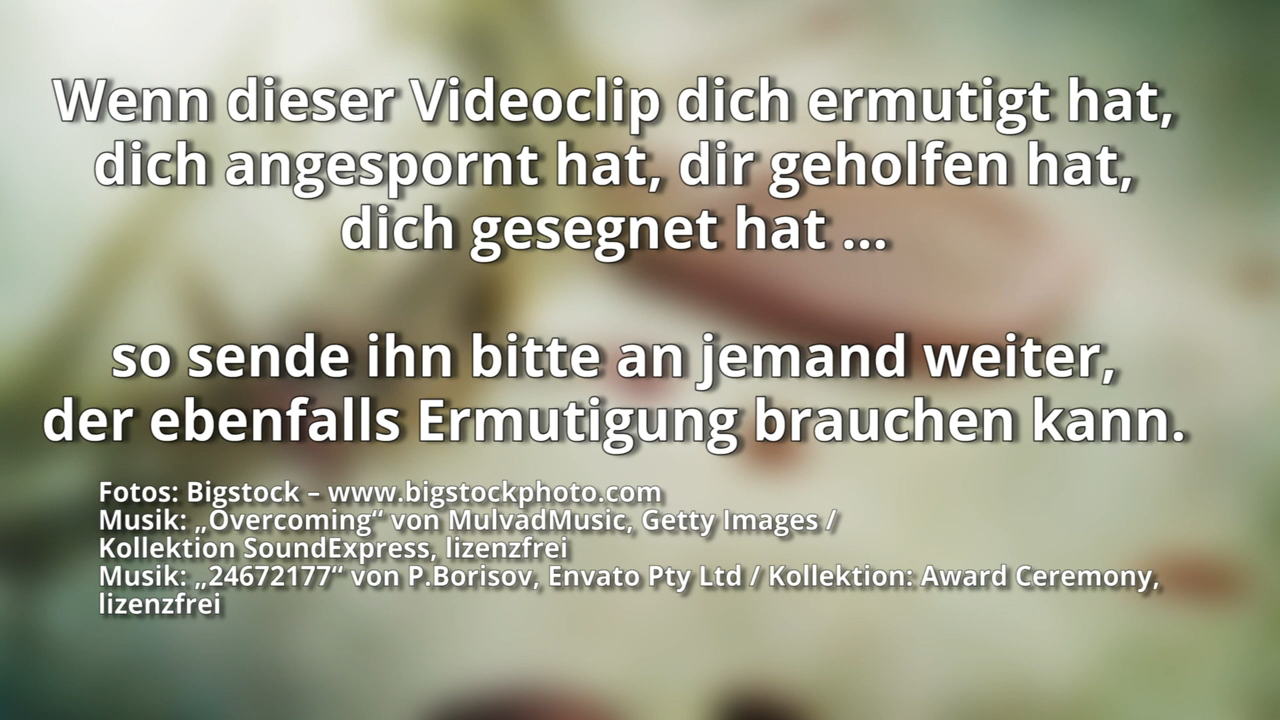 Wenn dieser Videoclip dich ermutigt hat,
dich angespornt hat, dir geholfen hat,
dich gesegnet hat ...
so sende ihn bitte an jemand weiter,
der ebenfalls Ermutigung brauchen kann.
Fotos: Bigstock – www.bigstockphoto.com
Musik: „Overcoming“ von MulvadMusic, Getty Images /
Kollektion SoundExpress, lizenzfrei
Musik: „24672177“ von P.Borisov, Envato Pty Ltd / Kollektion: Award Ceremony,
lizenzfrei